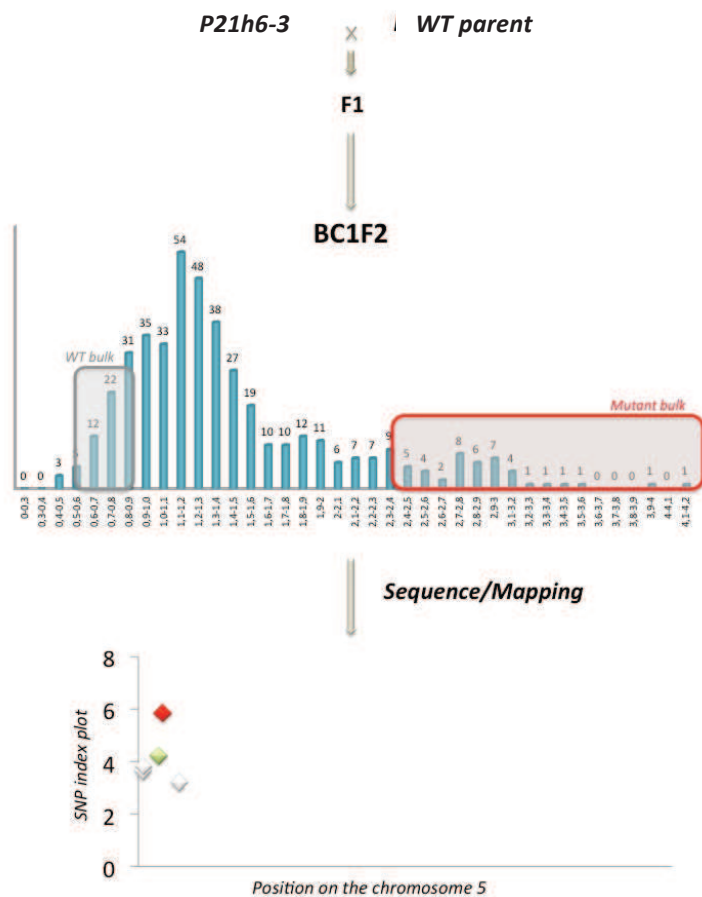 P21h6-3 X WT parent
F1
BC1F2
54
48
38
35
33
31
27
22
19
12
10 10 12 11
WT bulk
Mutant bulk
0 0 3 12 6 7 7 9 5 4 2 8 6 7 4 1 1 1 1 0 0 0 1 0 1
0-0,3 0,3-0,4 0,4-0,5 0,5-0,6 0,6-0,7 0,7-0,8 0,8-0,9 0,9-1,0 1,0-1,1 1,1-1,2 1,2-1,3 1,3-1,4 1,4-1,5 1,5-1,6 1,6-1,7 1,7-1,8 1,8-1,9 1,9-2 2-2,1 2,1-2,2 2,2-2,3 2,3-2,4 2,4-2,5 2,5-2,6 2,6-2,7 2,7-2,8 2,8-2,9 2,9-3 3,1-3,2 3,2-3,3 3,3-3,4 3,4-3,5 3,5-3,6 3,6-3,7 3,7-3,8 3,8-3,9 3,9-4 4-4,1 4,1-4,2
Sequence/Mapping
8
6
4
2
0
SNP index plot
Position on the chromosome 5